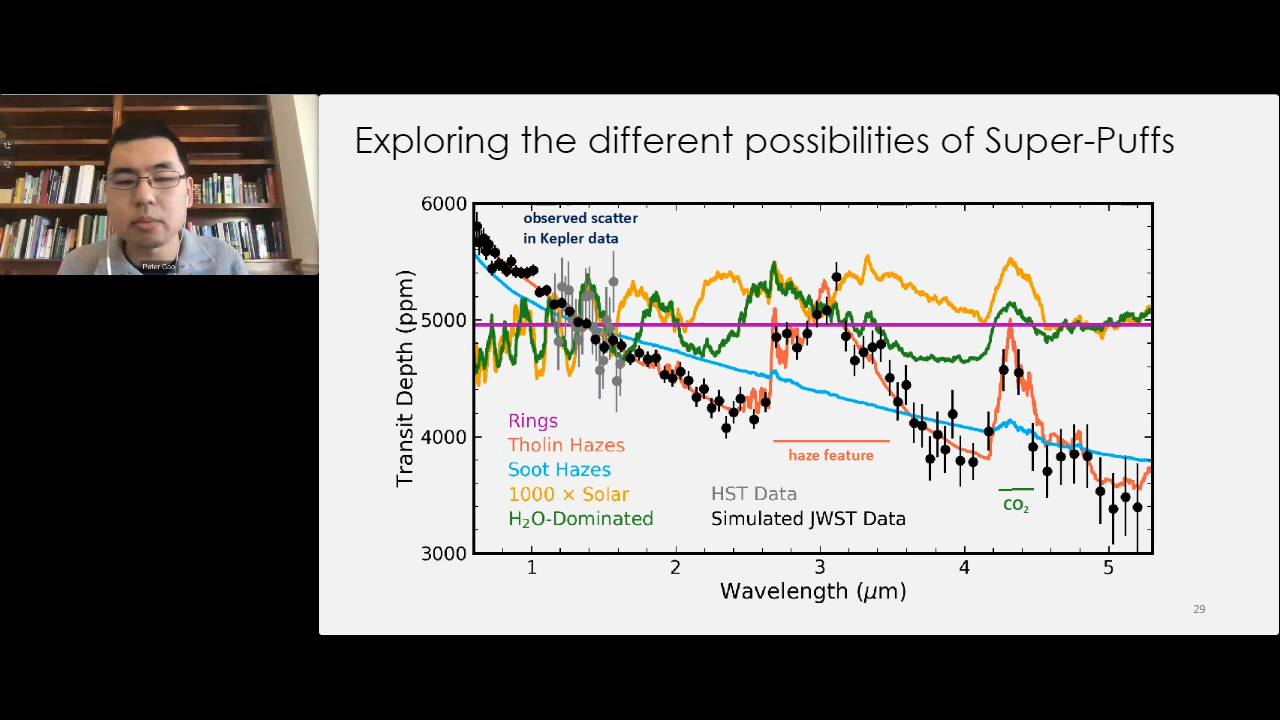 Exploring the different possibilities of Super-Puffs
6000
5000
4000
3000
Transit Depth (ppm)
observed scatter
in Kepler data
Rings
Tholin Hazes
Soot Hazes
1000 × Solar
H₂O-Dominated
haze feature
HST Data
Simulated JWST Data
CO₂
1 2 3 4 5
Wavelength (μm)
29
Peter Gao